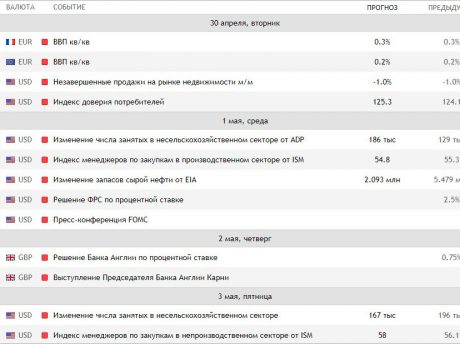 ВАЛЮТА СОБЫТИЕ ПРОГНОЗ ПРЕДЫДУ
30 апреля, вторник
EUR ВВП кв/кв 0.3% 0.3%
EUR ВВП кв/кв 0.2% 0.2%
USD Незавершенные продажи на рынке недвижимости м/м -1.0% -1.0%
USD Индекс доверия потребителей 125.3 124.1
1 мая, среда
USD Изменение числа занятых в несельскохозяйственном секторе от ADP 186 тыс 129 ты
USD Индекс менеджеров по закупкам в производственном секторе от ISM 54.8 55.3
USD Изменение запасов сырой нефти от EIA 2.093 млн 5.479 м
USD Решение ФРС по процентной ставке 2.5%
USD Пресс-конференция FOMC
2 мая, четверг
GBP Решение Банка Англии по процентной ставке 0.75%
GBP Выступление Председателя Банка Англии Карни
3 мая, пятница
USD Изменение числа занятых в несельскохозяйственном секторе 167 тыс 196 ты
USD Индекс менеджеров по закупкам в непроизводственном секторе от ISM 58 56.1